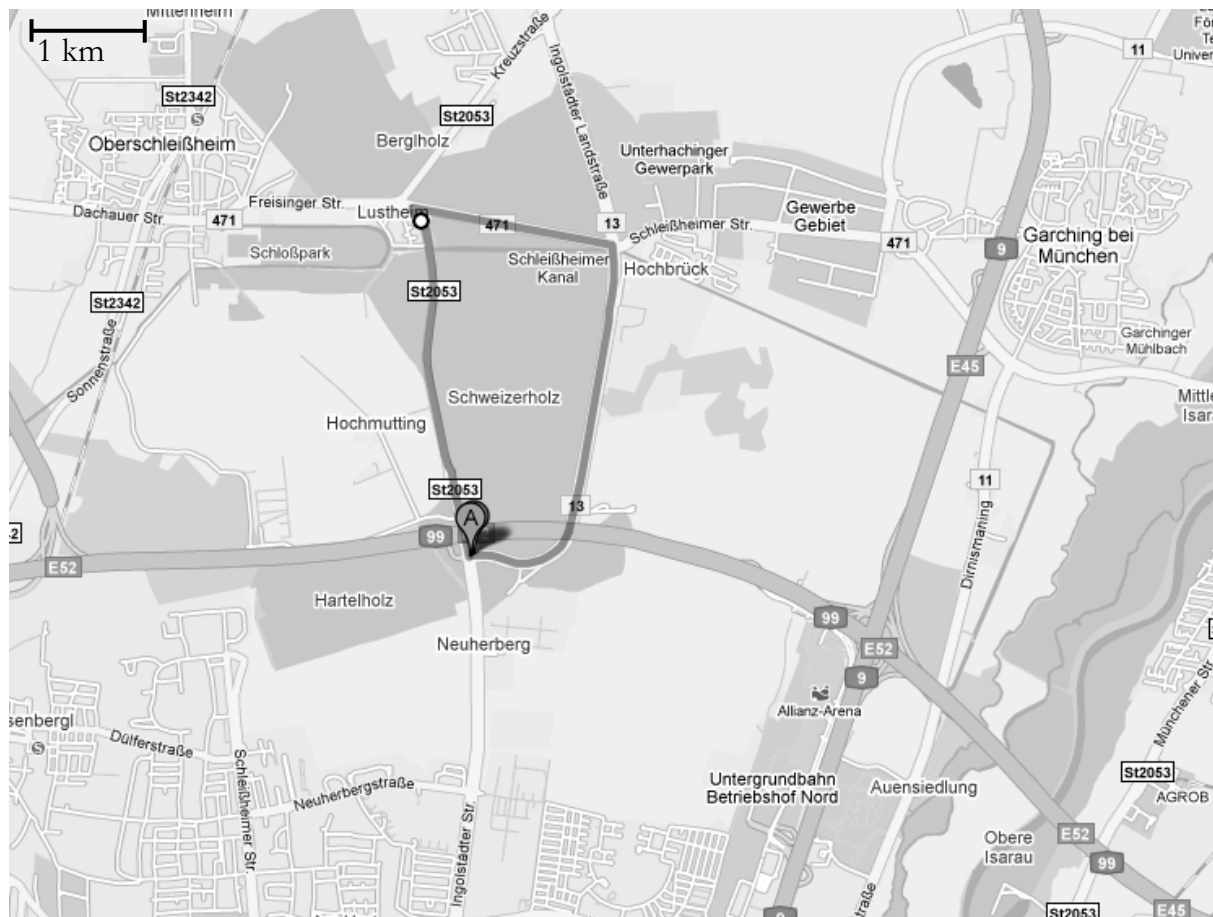 Mittenheim
1 km
St2342
Oberschleißheim
Kreuzstraße
St2053
Berglholz
Ingolstädter Landstraße
11
Unterhachinger
Gewerpark
Dachauer Str.
471
Freisinger Str.
Lustheim
471
13
Schleißheimer Str.
Gewerbe
Gebiet
471
9
Garching bei
München
Schloßpark
Schleißheimer
Kanal
Hochbrück
St2342
St2053
Sonnenstraße
Garchinger
Mühlbach
E45
Schweizerholz
Hochmutting
St2053
13
11
Dirnismaning
99
A
E52
Hartelholz
Neuherberg
99
E52
9
Allianz-Arena
Münchener Str.
Dülferstraße
Schleißheimer Str.
Neuherbergstraße
Ingolstädter Str.
Untergrundbahn
Betriebshof Nord
Auensiedlung
St2053
AGROB
Obere
Isarau
E52
99
St2053
E45